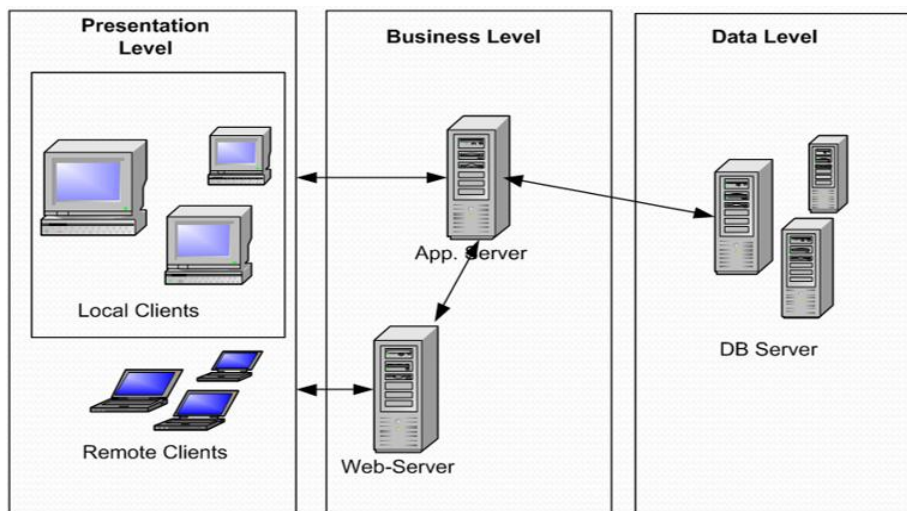 Presentation
Level
Business Level
Data Level
App. Server
Local Clients
DB Server
Remote Clients
Web-Server